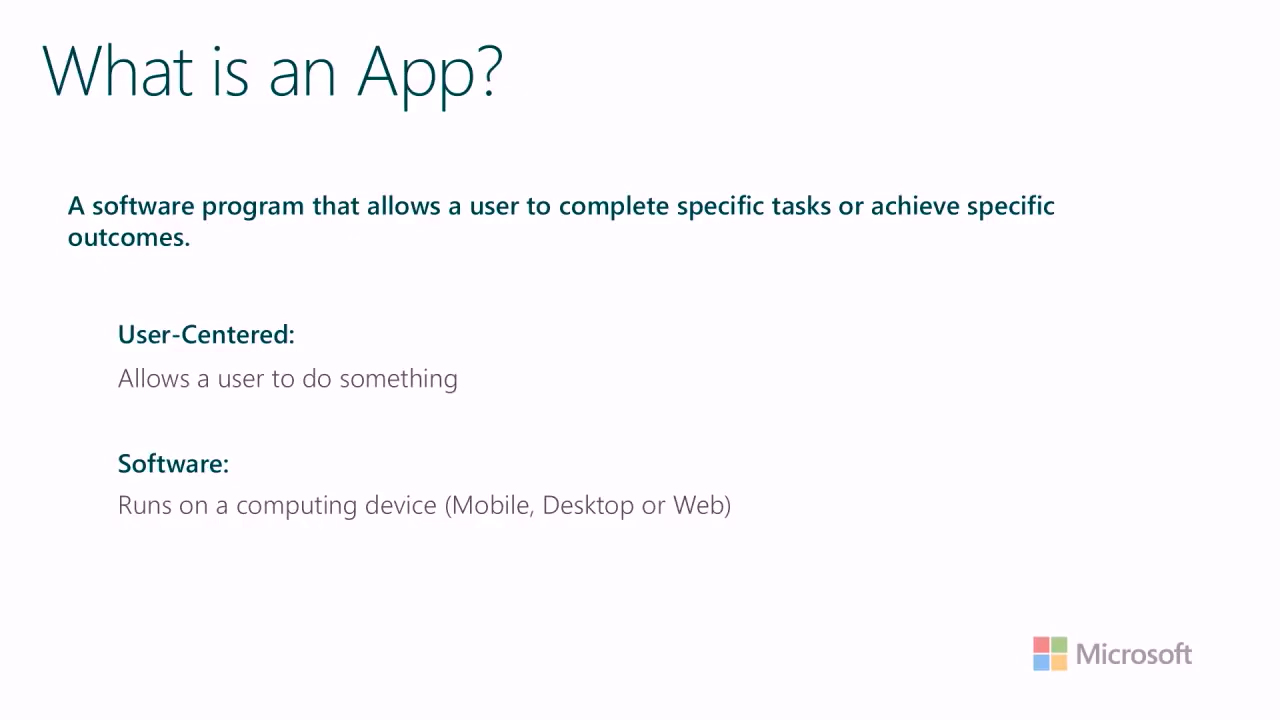 What is an App?
A software program that allows a user to complete specific tasks or achieve specific
outcomes.
User-Centered:
Allows a user to do something
Software:
Runs on a computing device (Mobile, Desktop or Web)
Microsoft